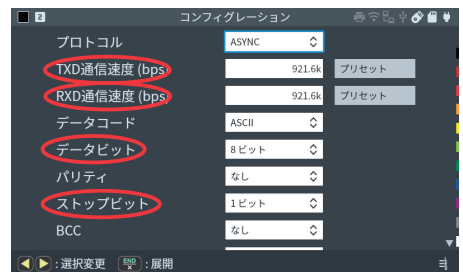 2 コンフィグレーション
プロトコル ASYNC
TXD通信速度 (bps) 921.6k プリセット
RXD通信速度 (bps) 921.6k プリセット
データコード ASCII
データビット 8ビット
パリティ なし
ストップビット 1ビット
BCC なし
:選択変更 END × :展開